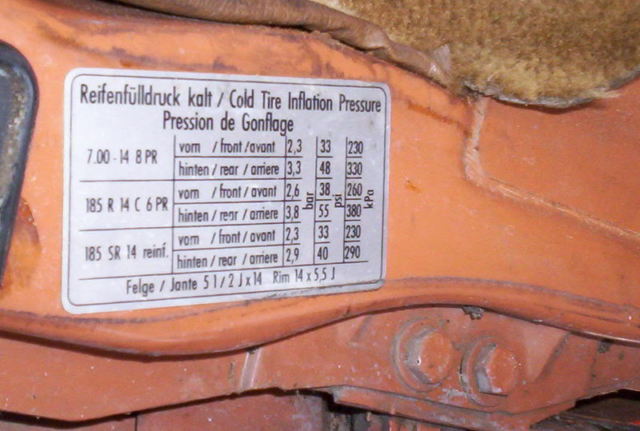 Reifenfülldruck kalt / Cold Tire Inflation Pressure
Pression de Gonflage
7.00 - 14 8 PR vorn / front / avant 2,3 33 230
hinten / rear / arriere 3,3 48 330
185 R 14 C 6 PR vorn / front / avant 2,6 bar 38 psi 260 kPa
hinten / rear / arriere 3,8 55 380
185 SR 14 reinf. vorn / front / avant 2,3 33 230
hinten / rear / arriere 2,9 40 290
Felge / Jante 5 1/2 J x 14 Rim 14 x 5,5 J